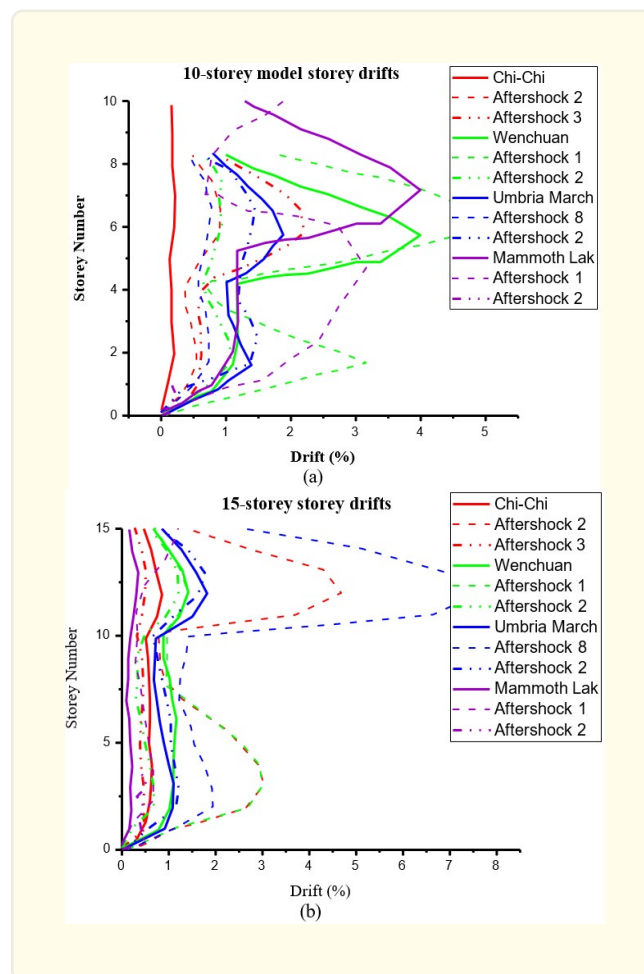 10-storey model storey drifts
10
8
6
4
2
0
Storey Number
0
1
2
3
4
5
Drift (%)
Chi-Chi
Aftershock 2
Aftershock 3
Wenchuan
Aftershock 1
Aftershock 2
Umbria March
Aftershock 8
Aftershock 2
Mammoth Lak
Aftershock 1
Aftershock 2
(a)
15-storey storey drifts
15
10
5
0
Storey Number
0
1
2
3
4
5
6
7
8
Drift (%)
Chi-Chi
Aftershock 2
Aftershock 3
Wenchuan
Aftershock 1
Aftershock 2
Umbria March
Aftershock 8
Aftershock 2
Mammoth Lak
Aftershock 1
Aftershock 2
(b)